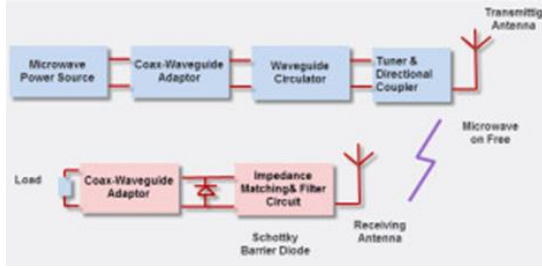 Transmittig
Antenna
Microwave
Power Source
Coax-Waveguide
Adaptor
Waveguide
Circulator
Tuner &
Directional
Coupler
Microwave
on Free
Load
Coax-Waveguide
Adaptor
Impedance
Matching& Filter
Circuit
Schottky
Barrier Diode
Receiving
Antenna